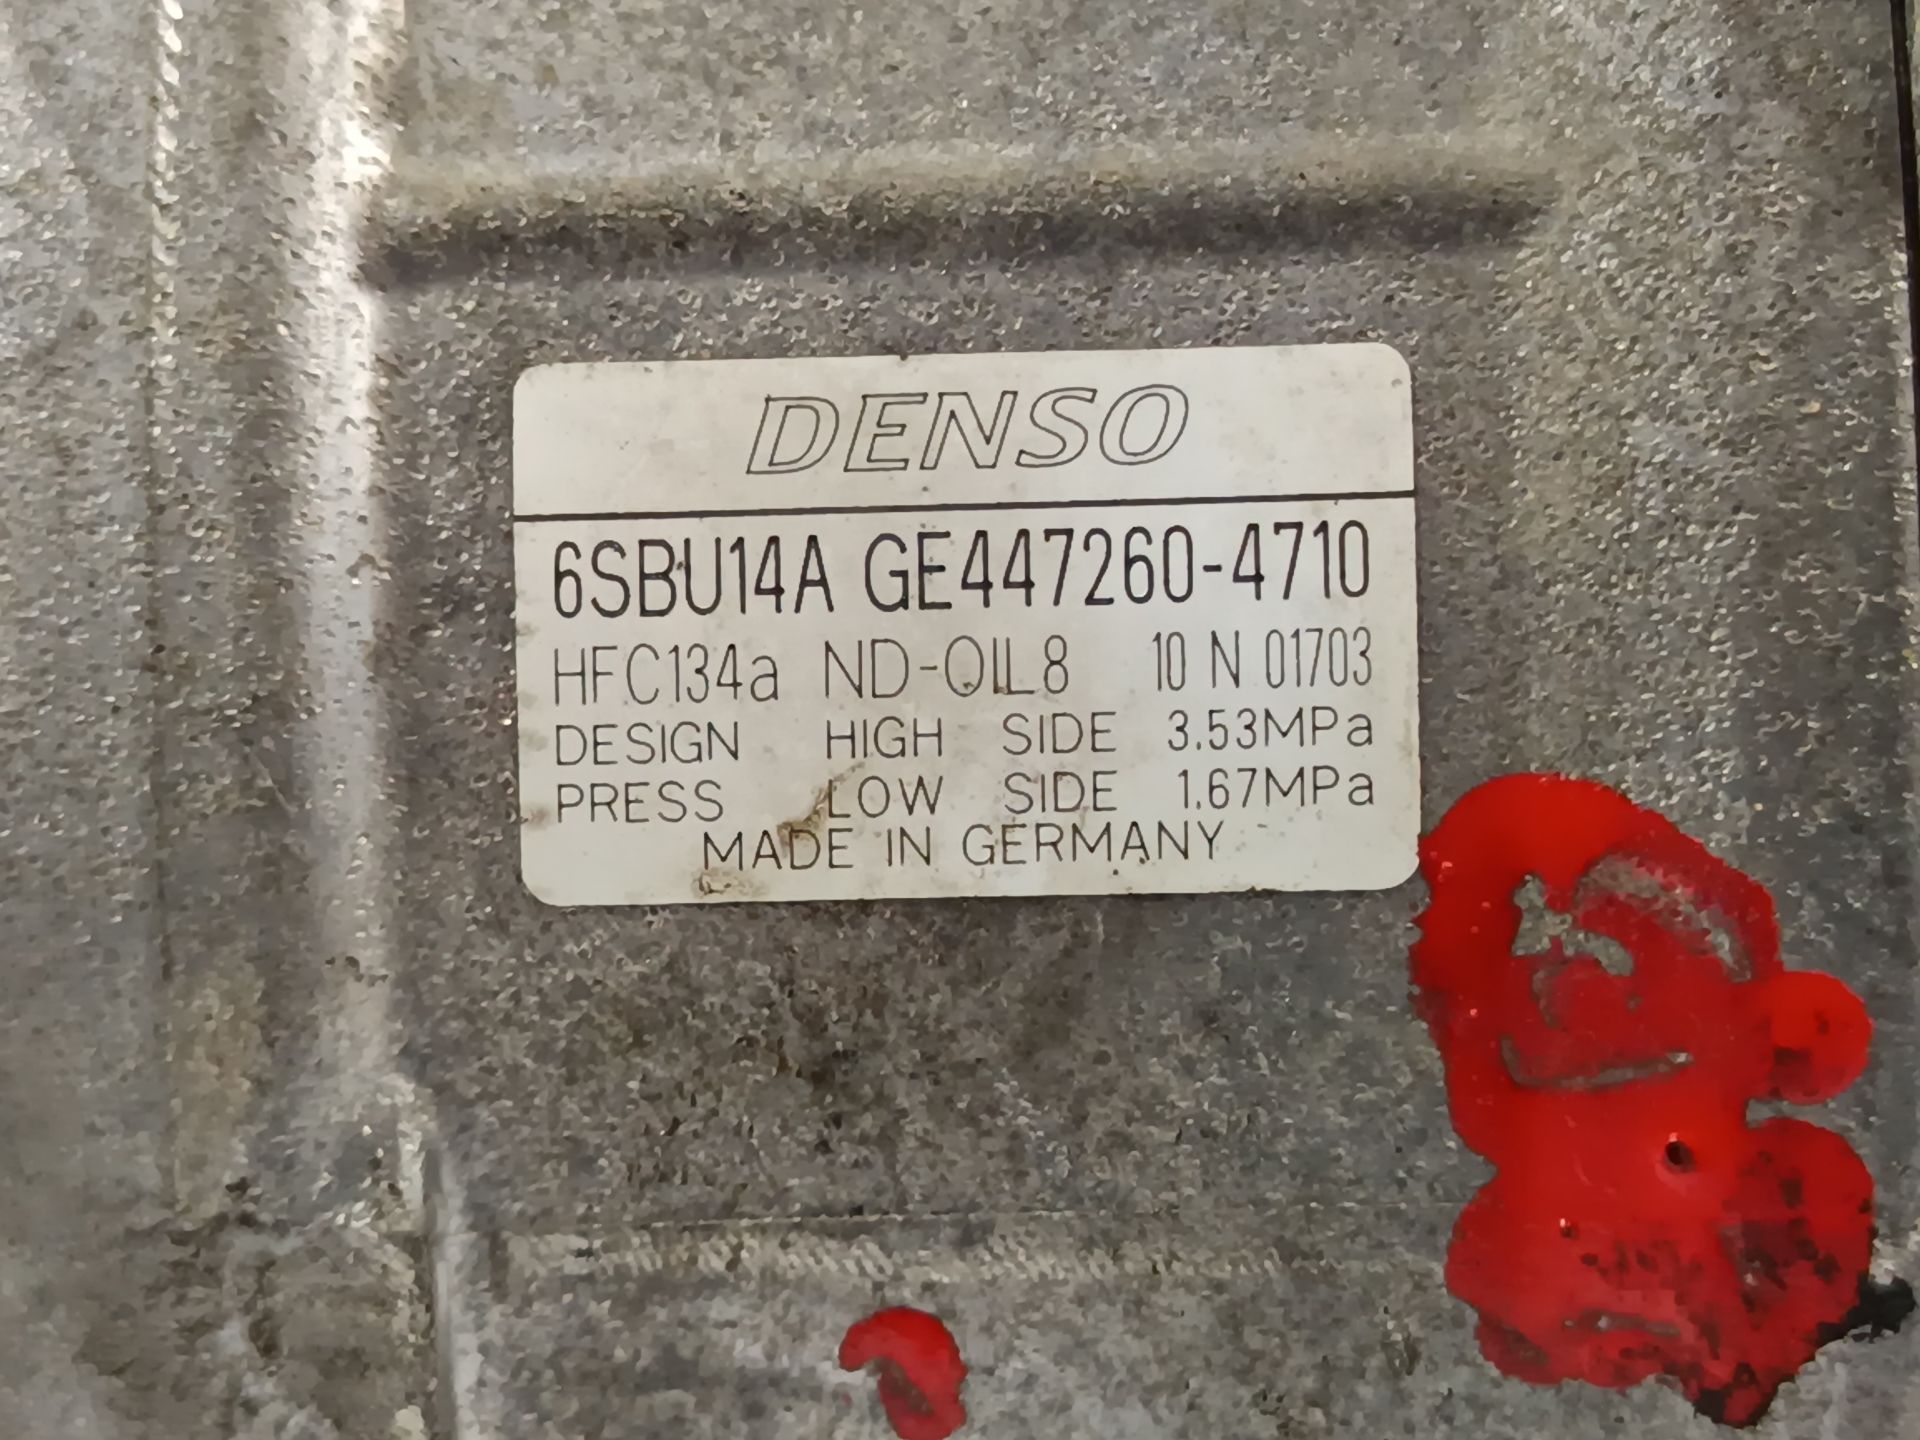 DENSO
6SBU14A GE447260-4710
HFC134a ND-OIL8 10 N 01703
DESIGN HIGH SIDE 3.53MPa
PRESS LOW SIDE 1.67MPa
MADE IN GERMANY